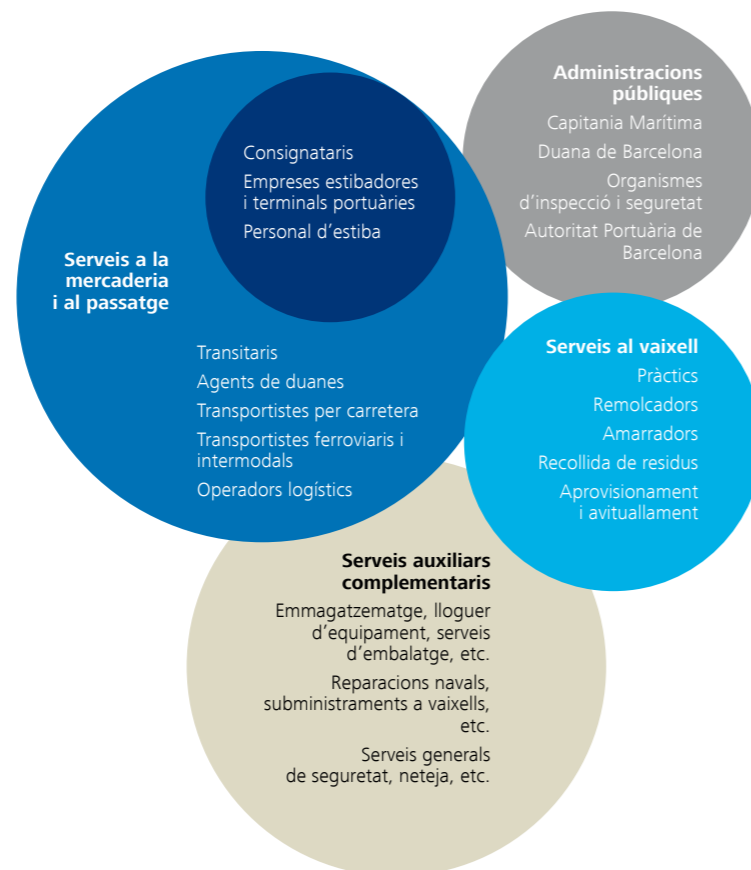 Administracions
públiques
Capitania Marítima
Duana de Barcelona
Organismes
d’inspecció i seguretat
Autoritat Portuària de
Barcelona
Consignataris
Empreses estibadores
i terminals portuàries
Personal d’estiba
Serveis a la
mercaderia
i al passatge
Transitaris
Agents de duanes
Transportistes per carretera
Transportistes ferroviaris i
intermodals
Operadors logístics
Serveis al vaixell
Pràctics
Remolcadors
Amarradors
Recollida de residus
Aprovisionament
i avituallament
Serveis auxiliars
complementaris
Emmagatzematge, lloguer
d’equipament, serveis
d’embalatge, etc.
Reparacions navals,
subministraments a vaixells,
etc.
Serveis generals
de seguretat, neteja, etc.